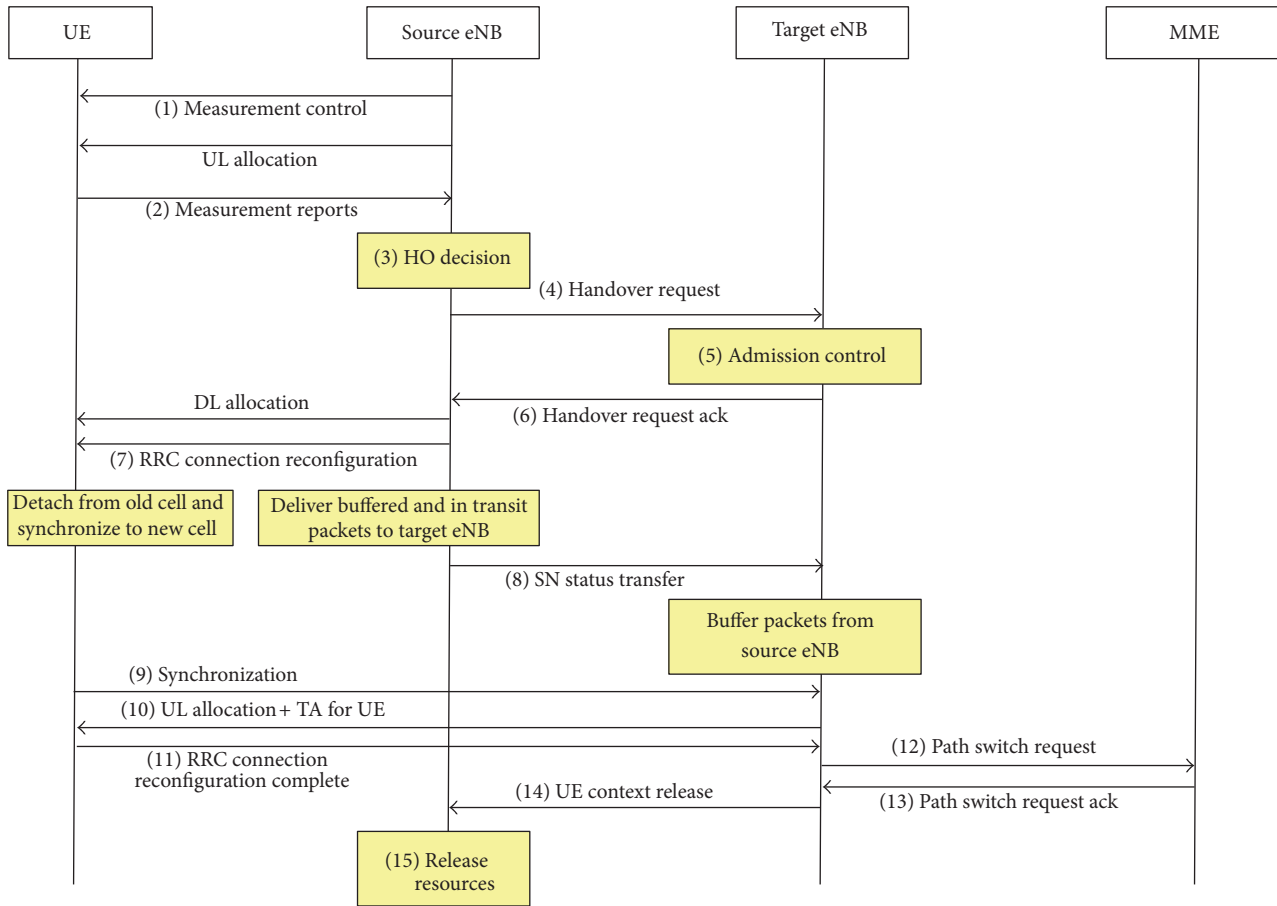 UE
Source eNB
Target eNB
MME
(1) Measurement control
UL allocation
(2) Measurement reports
(3) HO decision
(4) Handover request
(5) Admission control
DL allocation
(6) Handover request ack
(7) RRC connection reconfiguration
Detach from old cell and
synchronize to new cell
Deliver buffered and in transit
packets to target eNB
(8) SN status transfer
Buffer packets from
source eNB
(9) Synchronization
(10) UL allocation + TA for UE
(11) RRC connection
reconfiguration complete
(12) Path switch request
(13) Path switch request ack
(14) UE context release
(15) Release
resources